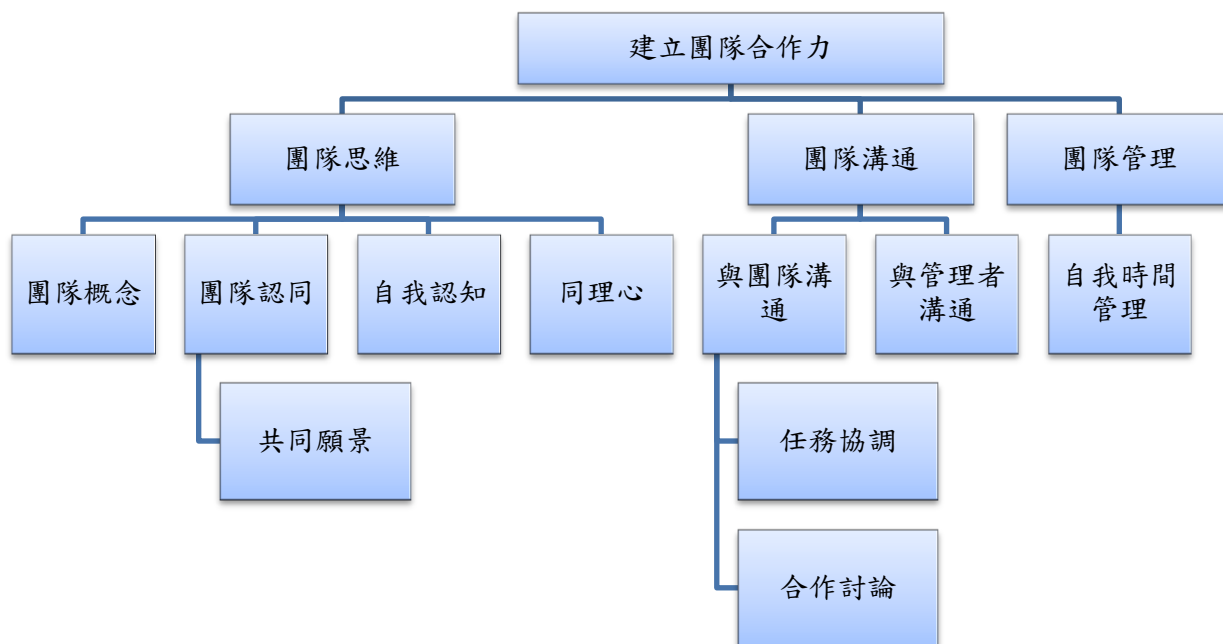 建立團隊合作力
團隊思維
團隊溝通
團隊管理
團隊概念
團隊認同
自我認知
同理心
與團隊溝
通
與管理者
溝通
自我時間
管理
共同願景
任務協調
合作討論